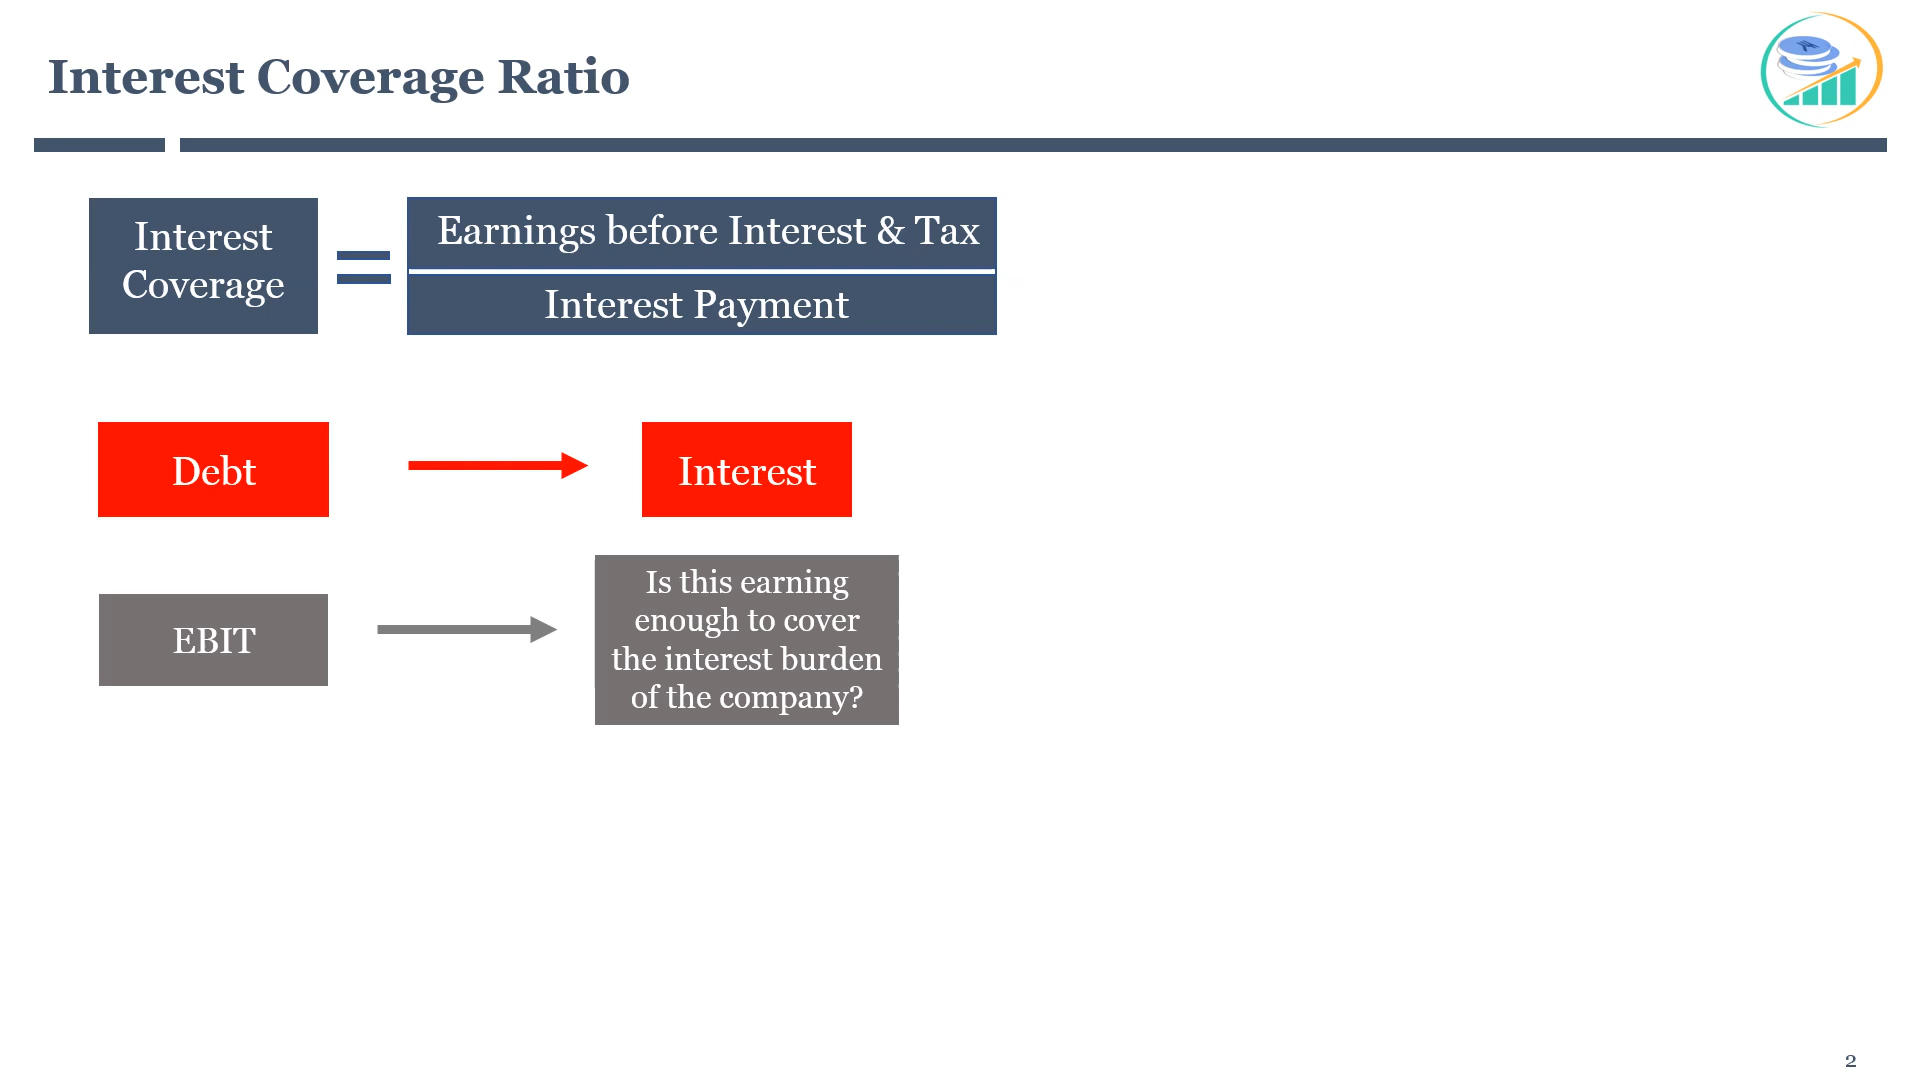 Interest Coverage Ratio
Interest
Coverage
Earnings before Interest & Tax
Interest Payment
Debt
Interest
EBIT
Is this earning
enough to cover
the interest burden
of the company?
2